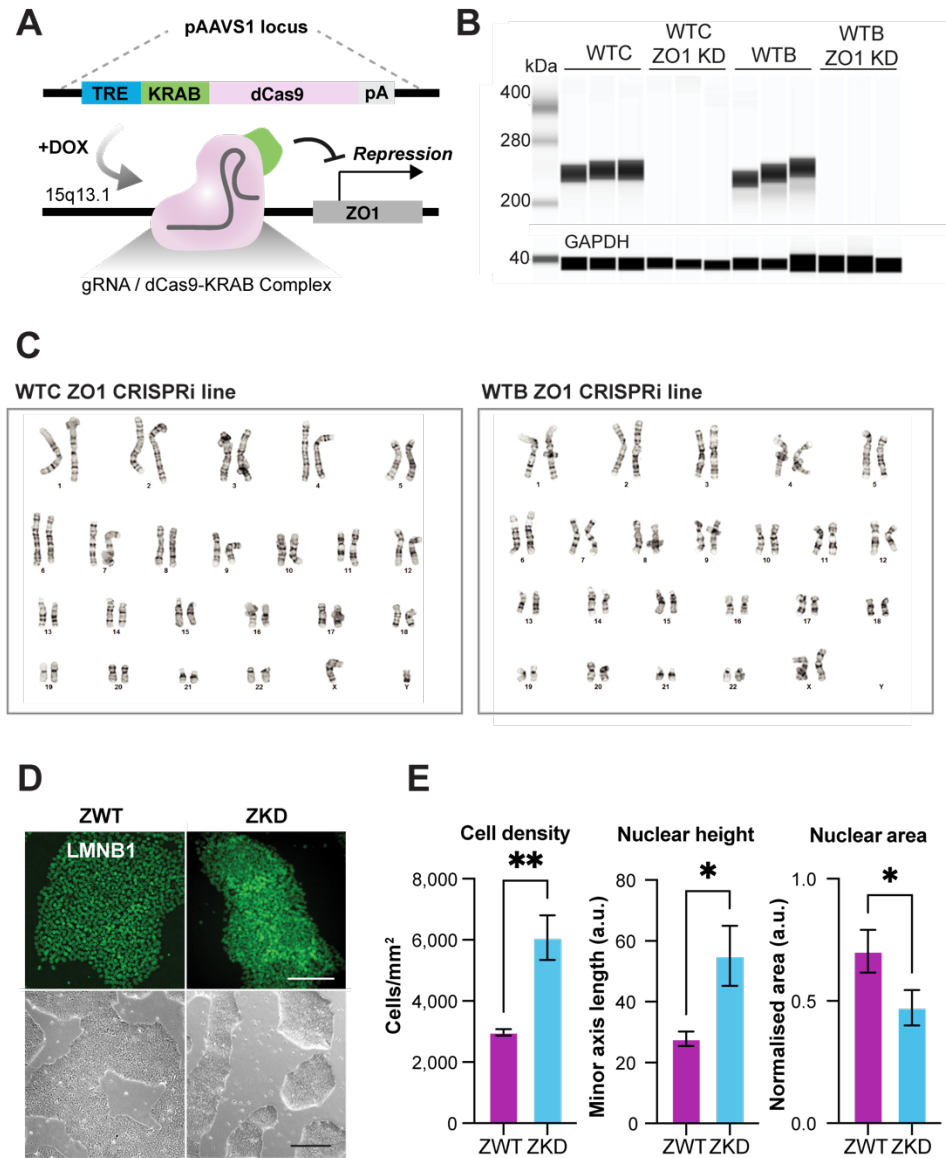 A
pAAVS1 locus
TRE KRAB dCas9 pA
+DOX
Repression
15q13.1
ZO1
gRNA / dCas9-KRAB Complex
B
WTC WTC ZO1 KD WTB WTB ZO1 KD
kDa
400
280
200
GAPDH
40
C
WTC ZO1 CRISPRi line
1 2 3 4 5
6 7 8 9 10 11 12
13 14 15 16 17 18
19 20 21 22 X Y
WTB ZO1 CRISPRi line
1 2 3 4 5
6 7 8 9 10 11 12
13 14 15 16 17 18
19 20 21 22 X Y
D
ZWT ZKD
LMNB1
E
Cell density
**
Cells/mm²
8,000
6,000
4,000
2,000
0
ZWT ZKD
Nuclear height
*
Minor axis length (a.u.)
80
60
40
20
0
ZWT ZKD
Nuclear area
*
Normalised area (a.u.)
1.0
0.5
0.0
ZWT ZKD